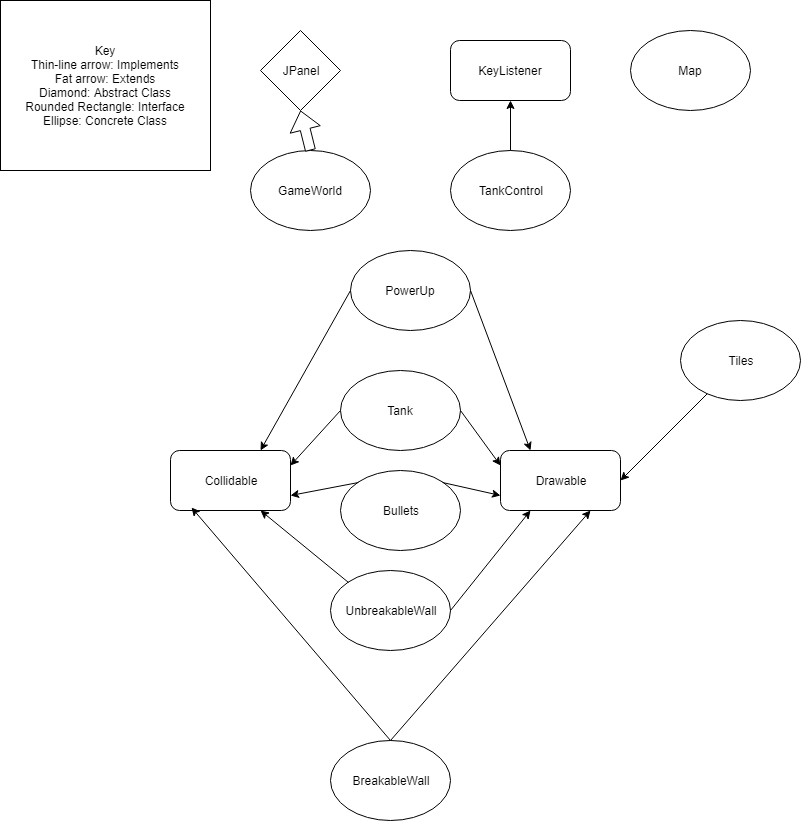 Key
Thin-line arrow: Implements
Fat arrow: Extends
Diamond: Abstract Class
Rounded Rectangle: Interface
Ellipse: Concrete Class
JPanel
KeyListener
Map
GameWorld
TankControl
PowerUp
Tiles
Tank
Collidable
Drawable
Bullets
UnbreakableWall
BreakableWall